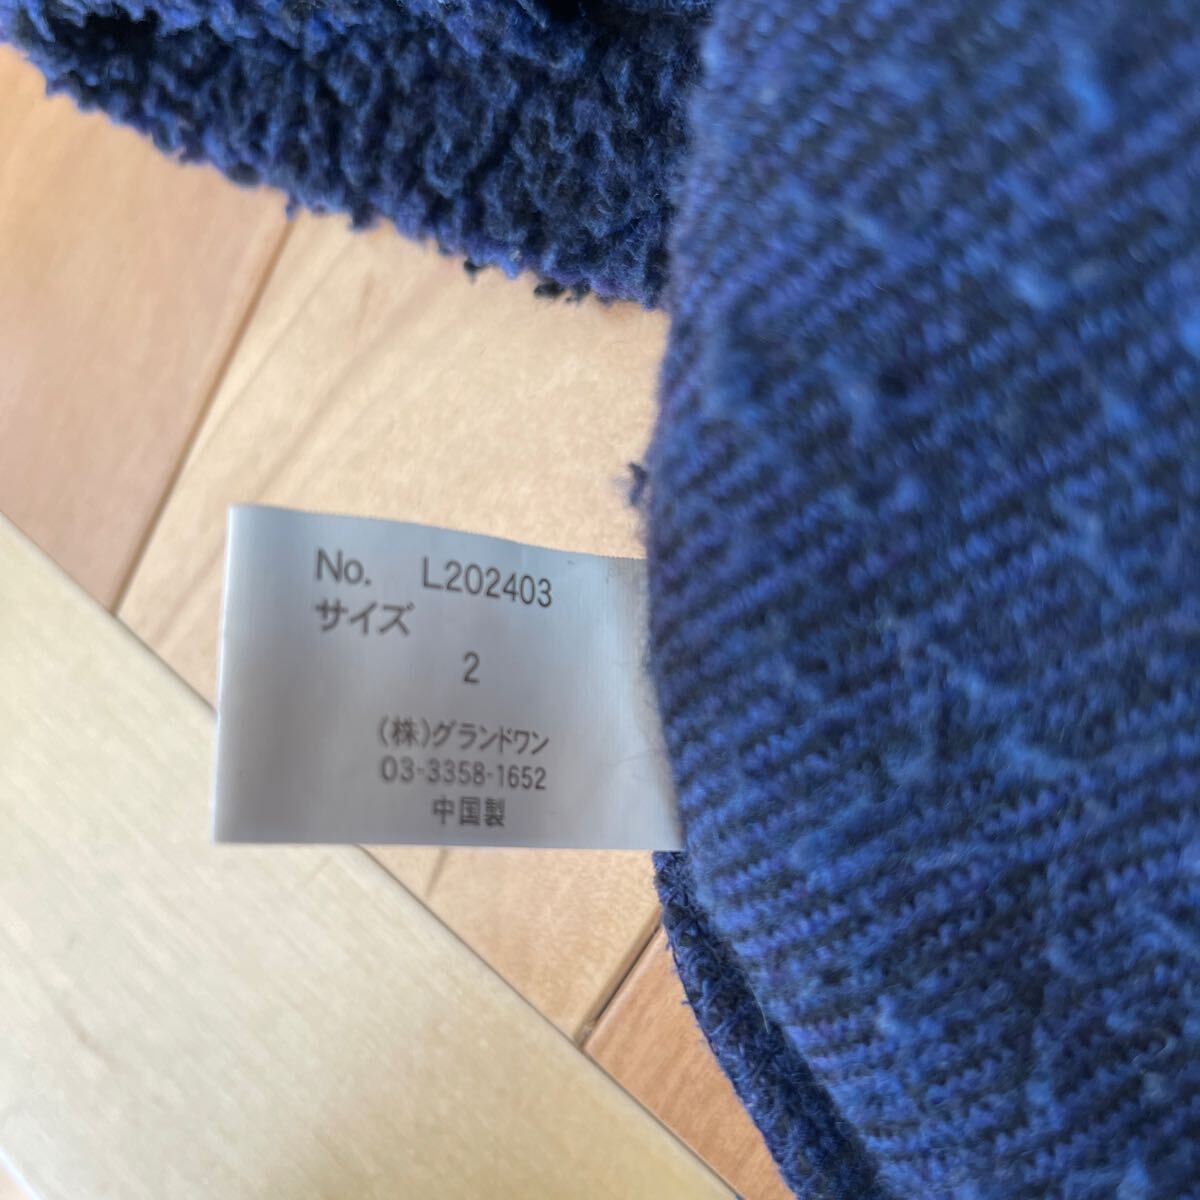 No. L202403
サイズ
2
(株)グランドワン
03-3358-1652
中国製